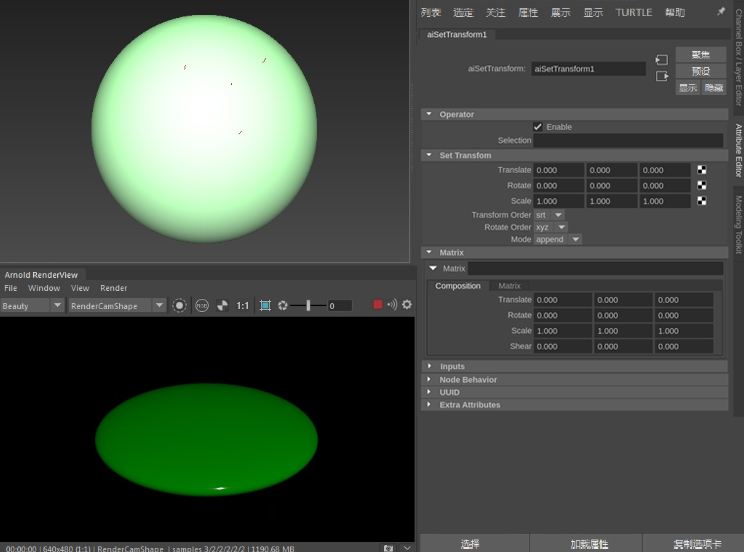 列表 选定 关注 属性 展示 显示 TURTLE 帮助
aiSetTransform1
aiSetTransform: aiSetTransform1
聚焦
预设
显示 隐藏
Operator
Enable
Selection
Set Transfom
Translate 0.000 0.000 0.000
Rotate 0.000 0.000 0.000
Scale 1.000 1.000 1.000
Transform Order srt
Rotate Order xyz
Mode append
Matrix
Matrix
Composition Matrix
Translate 0.000 0.000 0.000
Rotate 0.000 0.000 0.000
Scale 1.000 1.000 1.000
Shear 0.000 0.000 0.000
Inputs
Node Behavior
UUID
Extra Attributes
选择 加载属性 复制选项卡
Channel Box / Layer Editor
Attribute Editor
Modeling Toolkit
Arnold RenderView
File Window View Render
Beauty RenderCamShape 1:1 0
00:00:00 | 640x480 (1:1) | RenderCamShape | samples 3/2/2/2/2/2 | 1190.68 MB